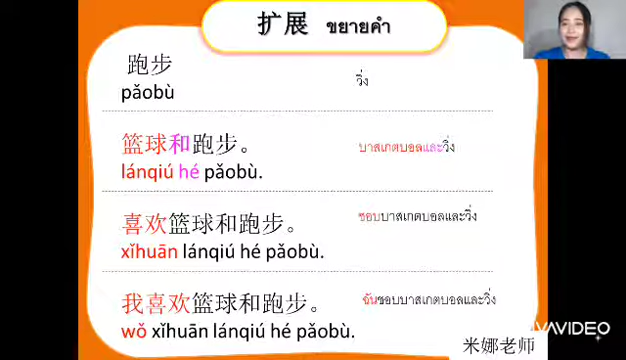 扩展 ขยายคำ
跑步 วิ่ง
pǎobù
篮球和跑步。 บาสเกตบอลและวิ่ง
lánqiú hé pǎobù.
喜欢篮球和跑步。 ชอบบาสเกตบอลและวิ่ง
xǐhuān lánqiú hé pǎobù.
我喜欢篮球和跑步。 ฉันชอบบาสเกตบอลและวิ่ง
wǒ xǐhuān lánqiú hé pǎobù.
米娜老师